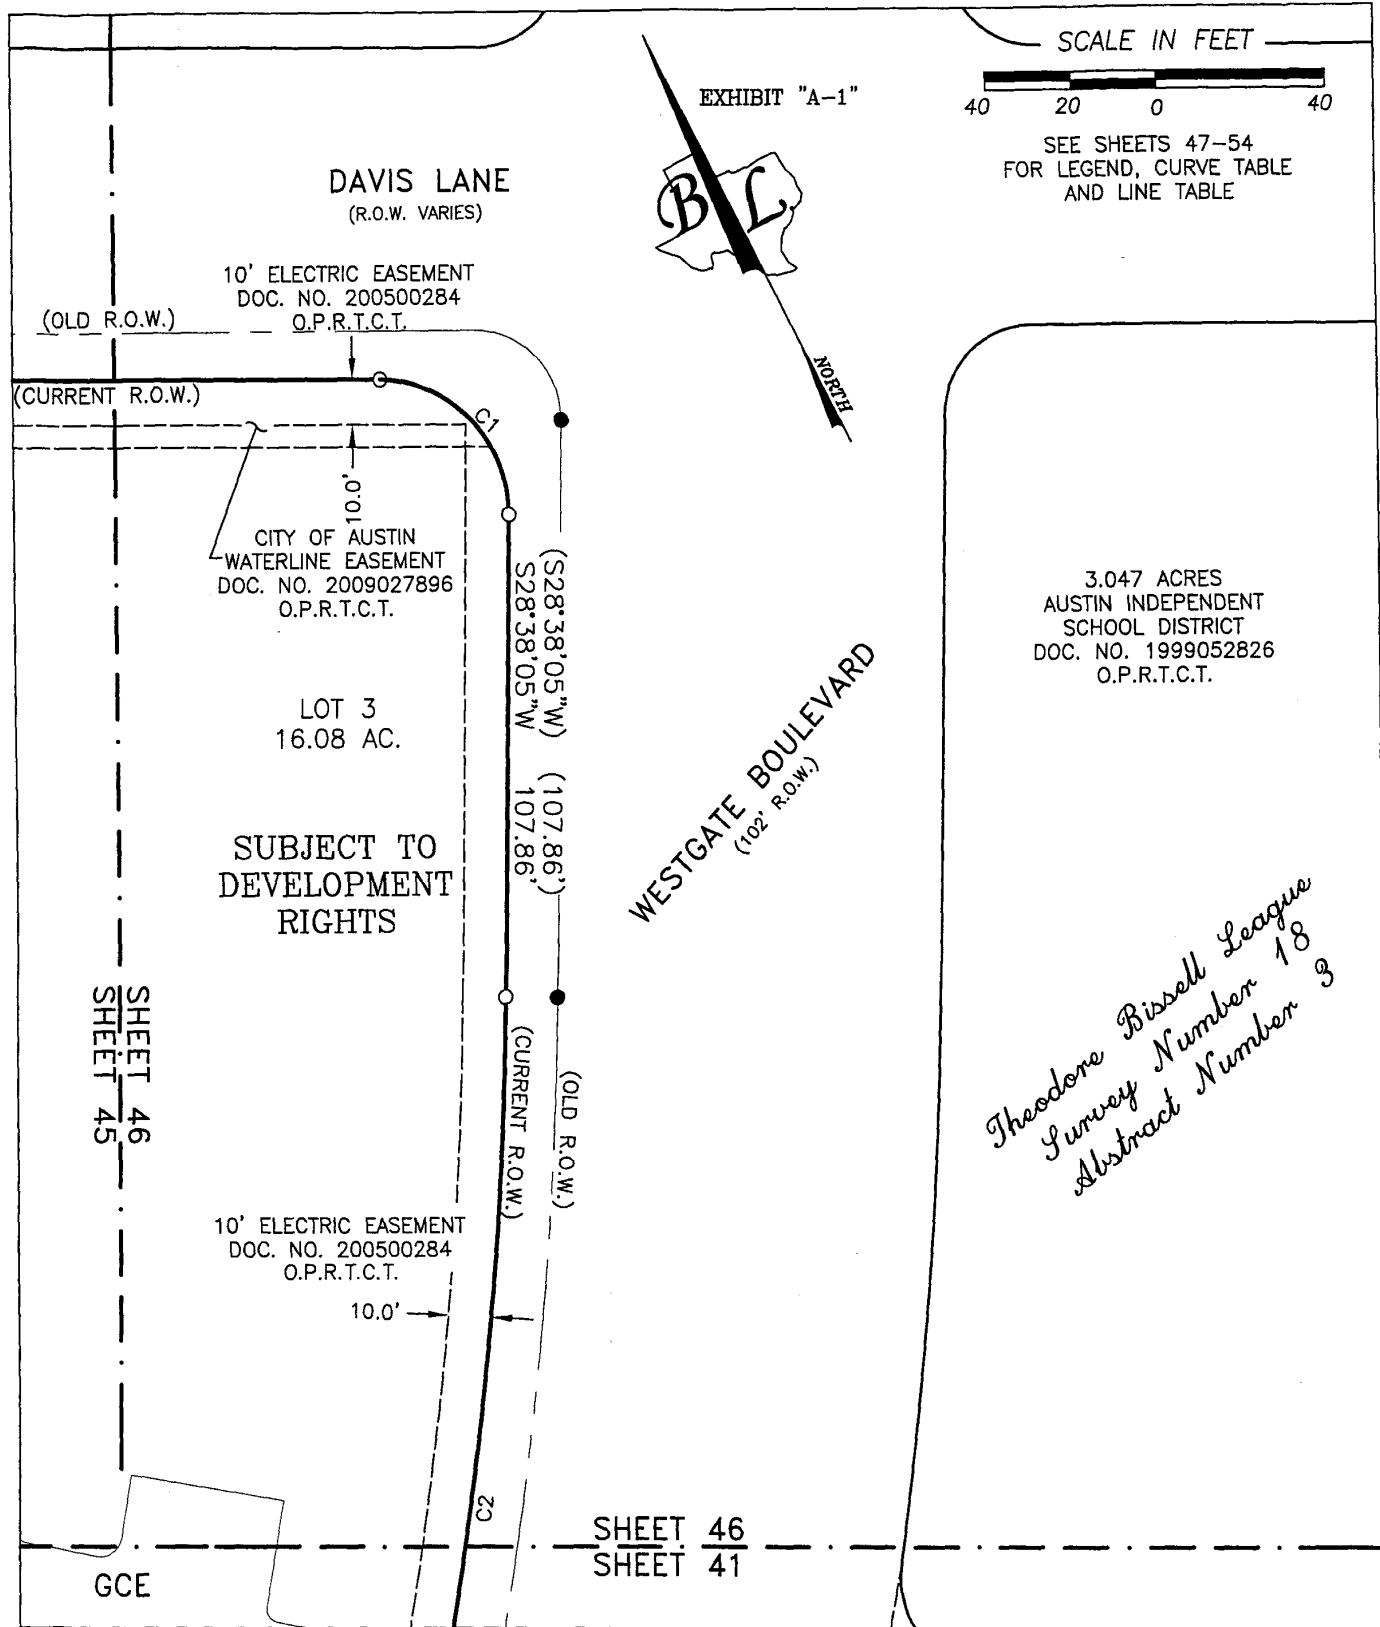 SCALE IN FEET
40 20 0 40
EXHIBIT "A-1"
SEE SHEETS 47-54
FOR LEGEND, CURVE TABLE
AND LINE TABLE
DAVIS LANE
(R.O.W. VARIES)
B L
NORTH
10' ELECTRIC EASEMENT
DOC. NO. 200500284
O.P.R.T.C.T.
(OLD R.O.W.)
(CURRENT R.O.W.)
C1
10.0'
CITY OF AUSTIN
WATERLINE EASEMENT
DOC. NO. 2009027896
O.P.R.T.C.T.
(S28°38'05"W) (107.86')
S28°38'05"W 107.86'
3.047 ACRES
AUSTIN INDEPENDENT
SCHOOL DISTRICT
DOC. NO. 1999052826
O.P.R.T.C.T.
LOT 3
16.08 AC.
WESTGATE BOULEVARD
(102' R.O.W.)
SUBJECT TO
DEVELOPMENT
RIGHTS
Theodore Bissell League
Survey Number 18
Abstract Number 3
SHEET 46
SHEET 45
(CURRENT R.O.W.)
(OLD R.O.W.)
10' ELECTRIC EASEMENT
DOC. NO. 200500284
O.P.R.T.C.T.
10.0'
C2
SHEET 46
SHEET 41
GCE